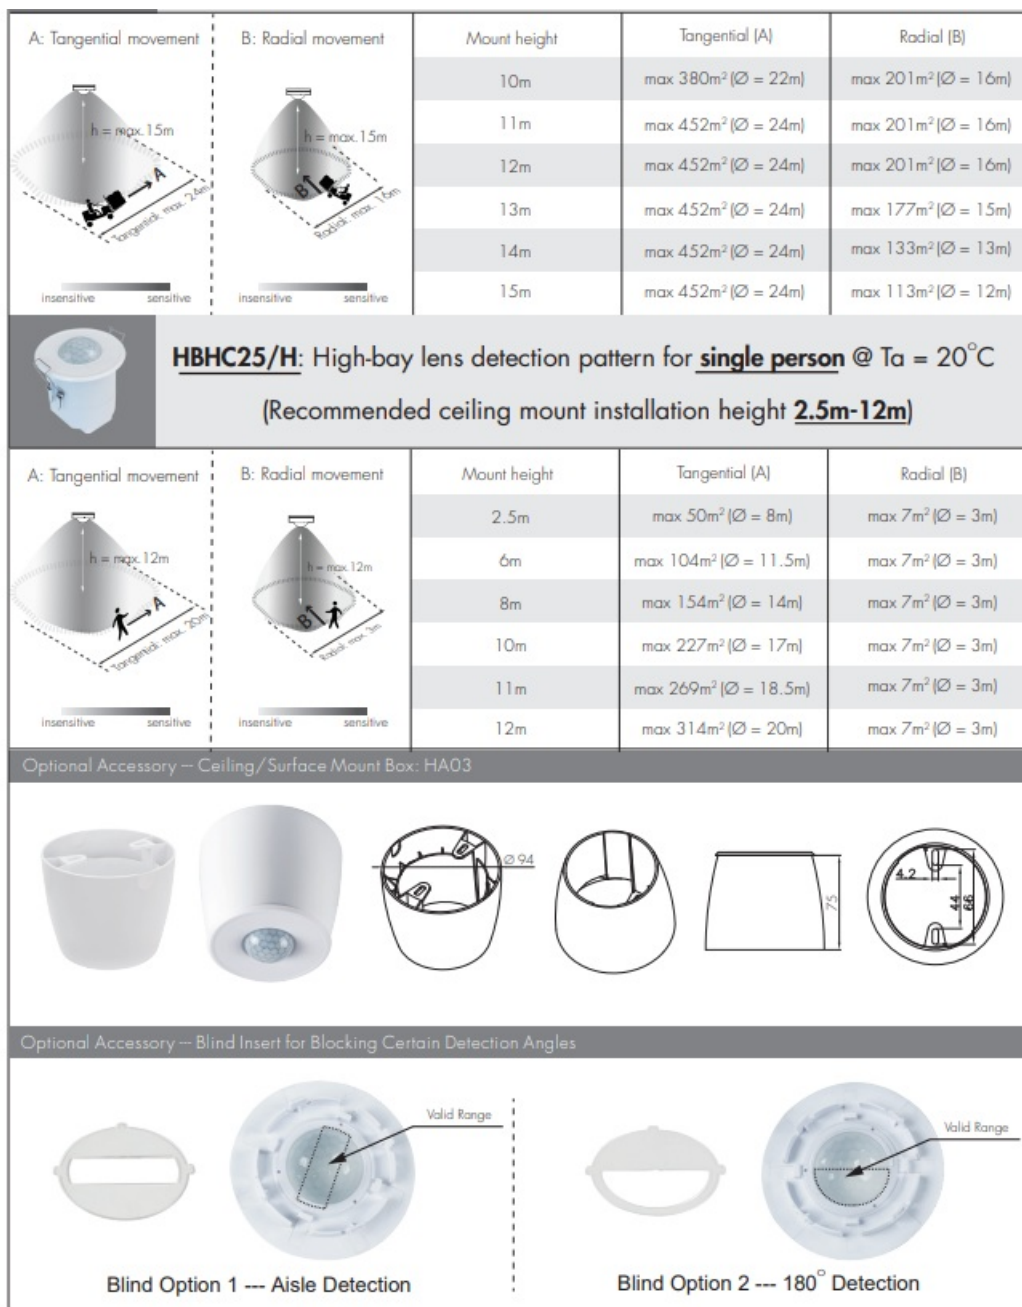 A: Tangential movement
B: Radial movement
Mount height
Tangential (A)
Radial (B)
h = max.15m
A
Tangential: max. 24m
insensitive
sensitive
h = max.15m
B
Radial: max. 16m
insensitive
sensitive
10m max 380m² (Ø = 22m) max 201m² (Ø = 16m)
11m max 452m² (Ø = 24m) max 201m² (Ø = 16m)
12m max 452m² (Ø = 24m) max 201m² (Ø = 16m)
13m max 452m² (Ø = 24m) max 177m² (Ø = 15m)
14m max 452m² (Ø = 24m) max 133m² (Ø = 13m)
15m max 452m² (Ø = 24m) max 113m² (Ø = 12m)
HBHC25/H: High-bay lens detection pattern for single person @ Ta = 20°C
(Recommended ceiling mount installation height 2.5m-12m)
A: Tangential movement
B: Radial movement
Mount height
Tangential (A)
Radial (B)
h = max.12m
A
Tangential: max. 20m
insensitive
sensitive
h = max.12m
B
Radial: max. 3m
insensitive
sensitive
2.5m max 50m² (Ø = 8m) max 7m² (Ø = 3m)
6m max 104m² (Ø = 11.5m) max 7m² (Ø = 3m)
8m max 154m² (Ø = 14m) max 7m² (Ø = 3m)
10m max 227m² (Ø = 17m) max 7m² (Ø = 3m)
11m max 269m² (Ø = 18.5m) max 7m² (Ø = 3m)
12m max 314m² (Ø = 20m) max 7m² (Ø = 3m)
Optional Accessory --- Ceiling/Surface Mount Box: HA03
Ø 94
75
4.2
44
66
Optional Accessory --- Blind Insert for Blocking Certain Detection Angles
Valid Range
Valid Range
Blind Option 1 --- Aisle Detection
Blind Option 2 --- 180° Detection